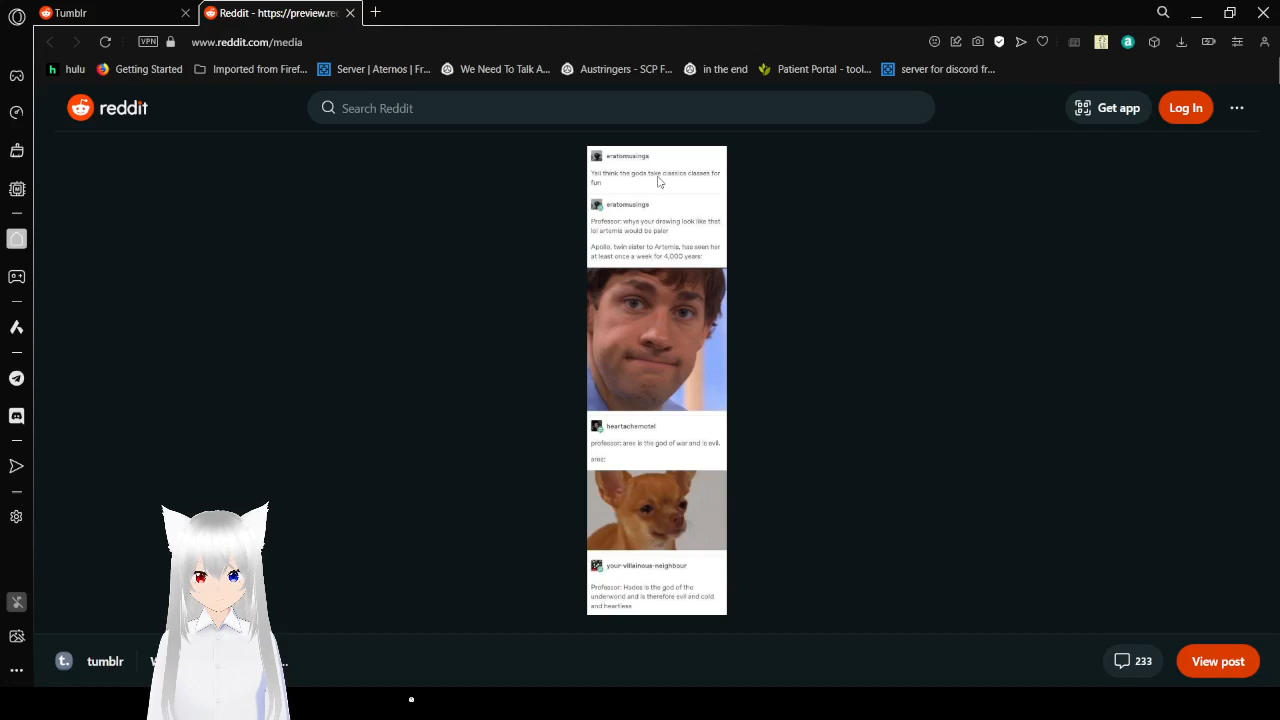 Tumblr
Reddit - https://preview.rec
VPN
www.reddit.com/media
hulu
Getting Started
Imported from Firef...
Server | Aternos | Fr...
We Need To Talk A...
Austringers - SCP F...
in the end
Patient Portal - tool...
server for discord fr...
reddit
Search Reddit
Get app
Log In
eratomusings
Yall think the gods take classics classes for
fun
eratomusings
Professor: whys your drawing look like that
lol artemis would be paler
Apollo, twin sister to Artemis, has seen her
at least once a week for 4,000 years:
heartachemotel
professor: ares is the god of war and is evil.
ares:
your-villainous-neighbour
Professor: Hades is the god of the
underworld and is therefore evil and cold
and heartless
t.
tumblr
233
View post